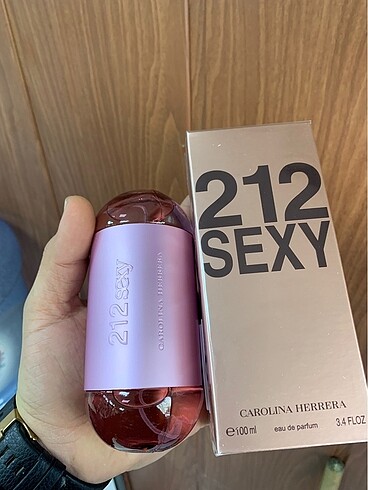 212 sexy
CAROLINA HERRERA
212
SEXY
CAROLINA HERRERA
℮100 ml eau de parfum 3.4 FL OZ